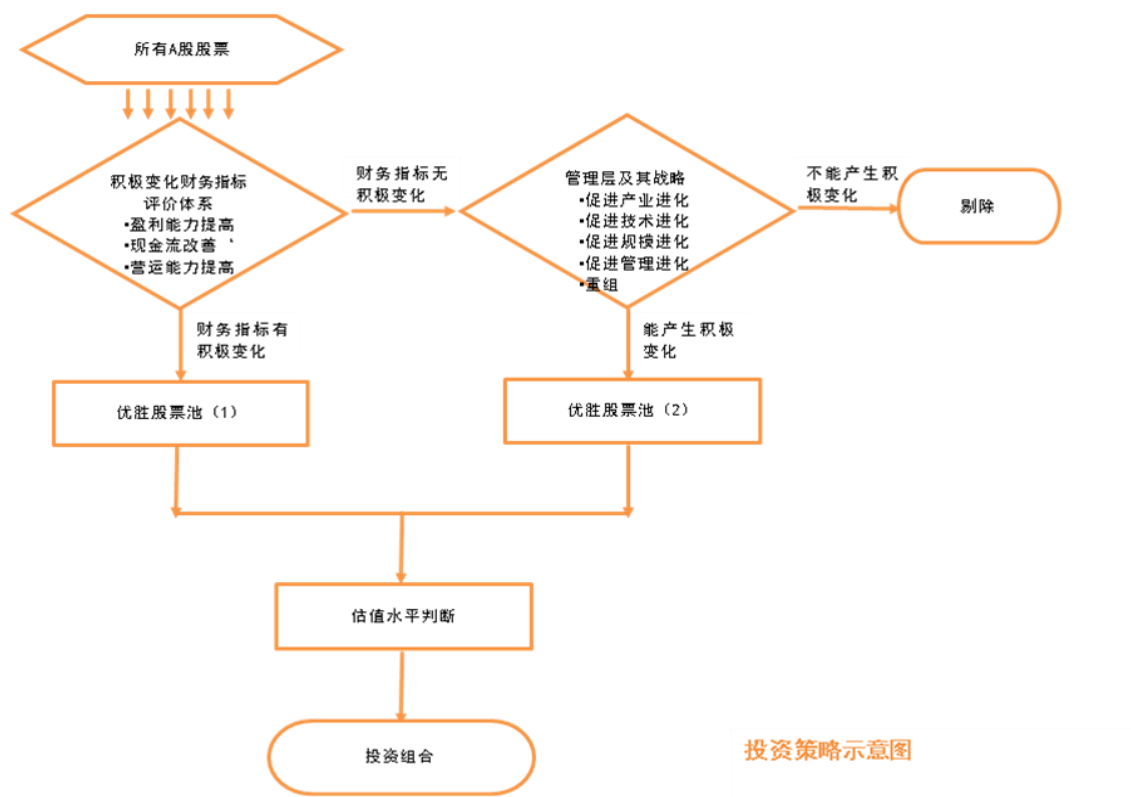 所有A股股票
积极变化财务指标
评价体系
▪盈利能力提高
▪现金流改善、
▪营运能力提高
财务指标无
积极变化
管理层及其战略
▪促进产业进化
▪促进技术进化
▪促进规模进化
▪促进管理进化
▪重组
不能产生积
极变化
剔除
财务指标有
积极变化
能产生积极
变化
优胜股票池（1）
优胜股票池（2）
估值水平判断
投资组合
投资策略示意图